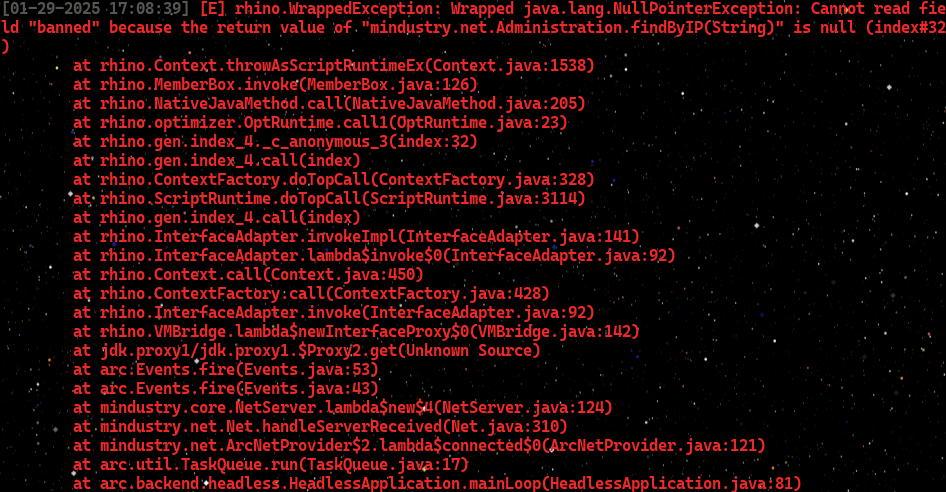 [01-29-2025 17:08:39] [E] rhino.WrappedException: Wrapped java.lang.NullPointerException: Cannot read fie
ld "banned" because the return value of "mindustry.net.Administration.findByIP(String)" is null (index#32
)
at rhino.Context.throwAsScriptRuntimeEx(Context.java:1538)
at rhino.MemberBox.invoke(MemberBox.java:126)
at rhino.NativeJavaMethod.call(NativeJavaMethod.java:205)
at rhino.optimizer.OptRuntime.call1(OptRuntime.java:23)
at rhino.gen.index_4._c_anonymous_3(index:32)
at rhino.gen.index_4.call(index)
at rhino.ContextFactory.doTopCall(ContextFactory.java:328)
at rhino.ScriptRuntime.doTopCall(ScriptRuntime.java:3114)
at rhino.gen.index_4.call(index)
at rhino.InterfaceAdapter.invokeImpl(InterfaceAdapter.java:141)
at rhino.InterfaceAdapter.lambda$invoke$0(InterfaceAdapter.java:92)
at rhino.Context.call(Context.java:450)
at rhino.ContextFactory.call(ContextFactory.java:428)
at rhino.InterfaceAdapter.invoke(InterfaceAdapter.java:92)
at rhino.VMBridge.lambda$newInterfaceProxy$0(VMBridge.java:142)
at jdk.proxy1/jdk.proxy1.$Proxy2.get(Unknown Source)
at arc.Events.fire(Events.java:53)
at arc.Events.fire(Events.java:43)
at mindustry.core.NetServer.lambda$new$4(NetServer.java:124)
at mindustry.net.Net.handleServerReceived(Net.java:310)
at mindustry.net.ArcNetProvider$2.lambda$connected$0(ArcNetProvider.java:121)
at arc.util.TaskQueue.run(TaskQueue.java:17)
at arc.backend.headless.HeadlessApplication.mainLoop(HeadlessApplication.java:81)